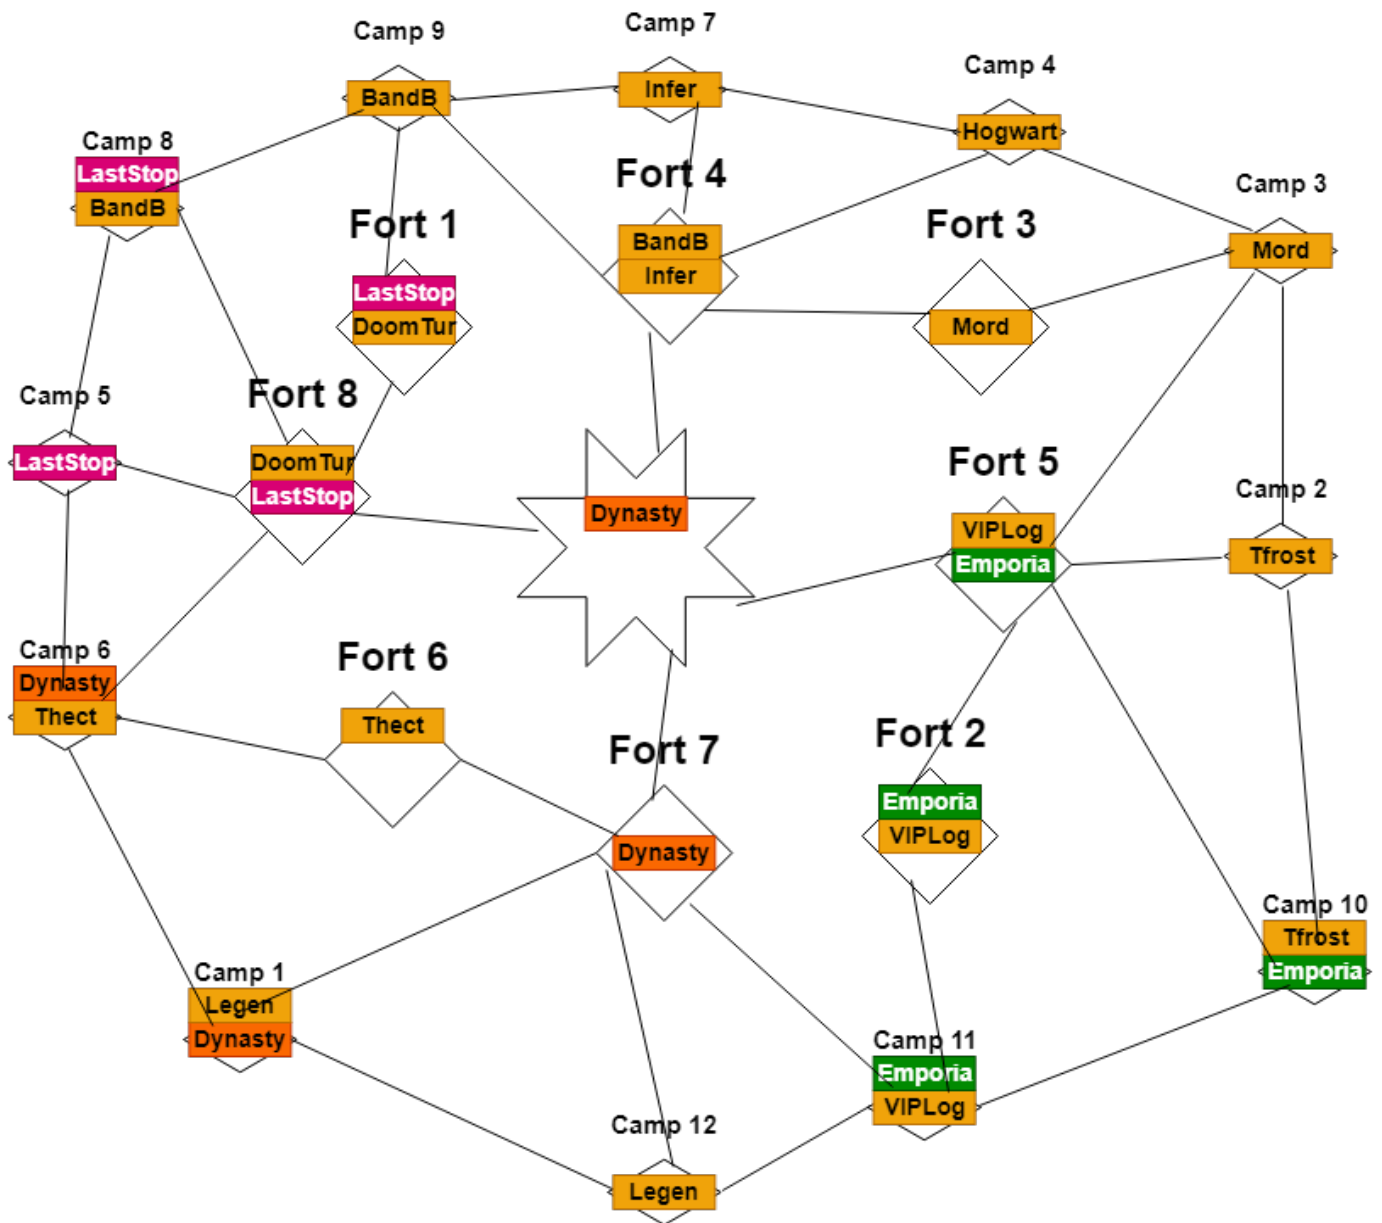 Camp 9
BandB
Camp 7
Infer
Camp 4
Hogwart
Camp 8
LastStop
BandB
Fort 4
BandB
Infer
Camp 3
Mord
Fort 1
LastStop
DoomTur
Fort 3
Mord
Camp 5
LastStop
Fort 8
DoomTur
LastStop
Dynasty
Fort 5
VIPLog
Emporia
Camp 2
Tfrost
Camp 6
Dynasty
Thect
Fort 6
Thect
Fort 7
Dynasty
Fort 2
Emporia
VIPLog
Camp 10
Tfrost
Emporia
Camp 1
Legen
Dynasty
Camp 11
Emporia
VIPLog
Camp 12
Legen